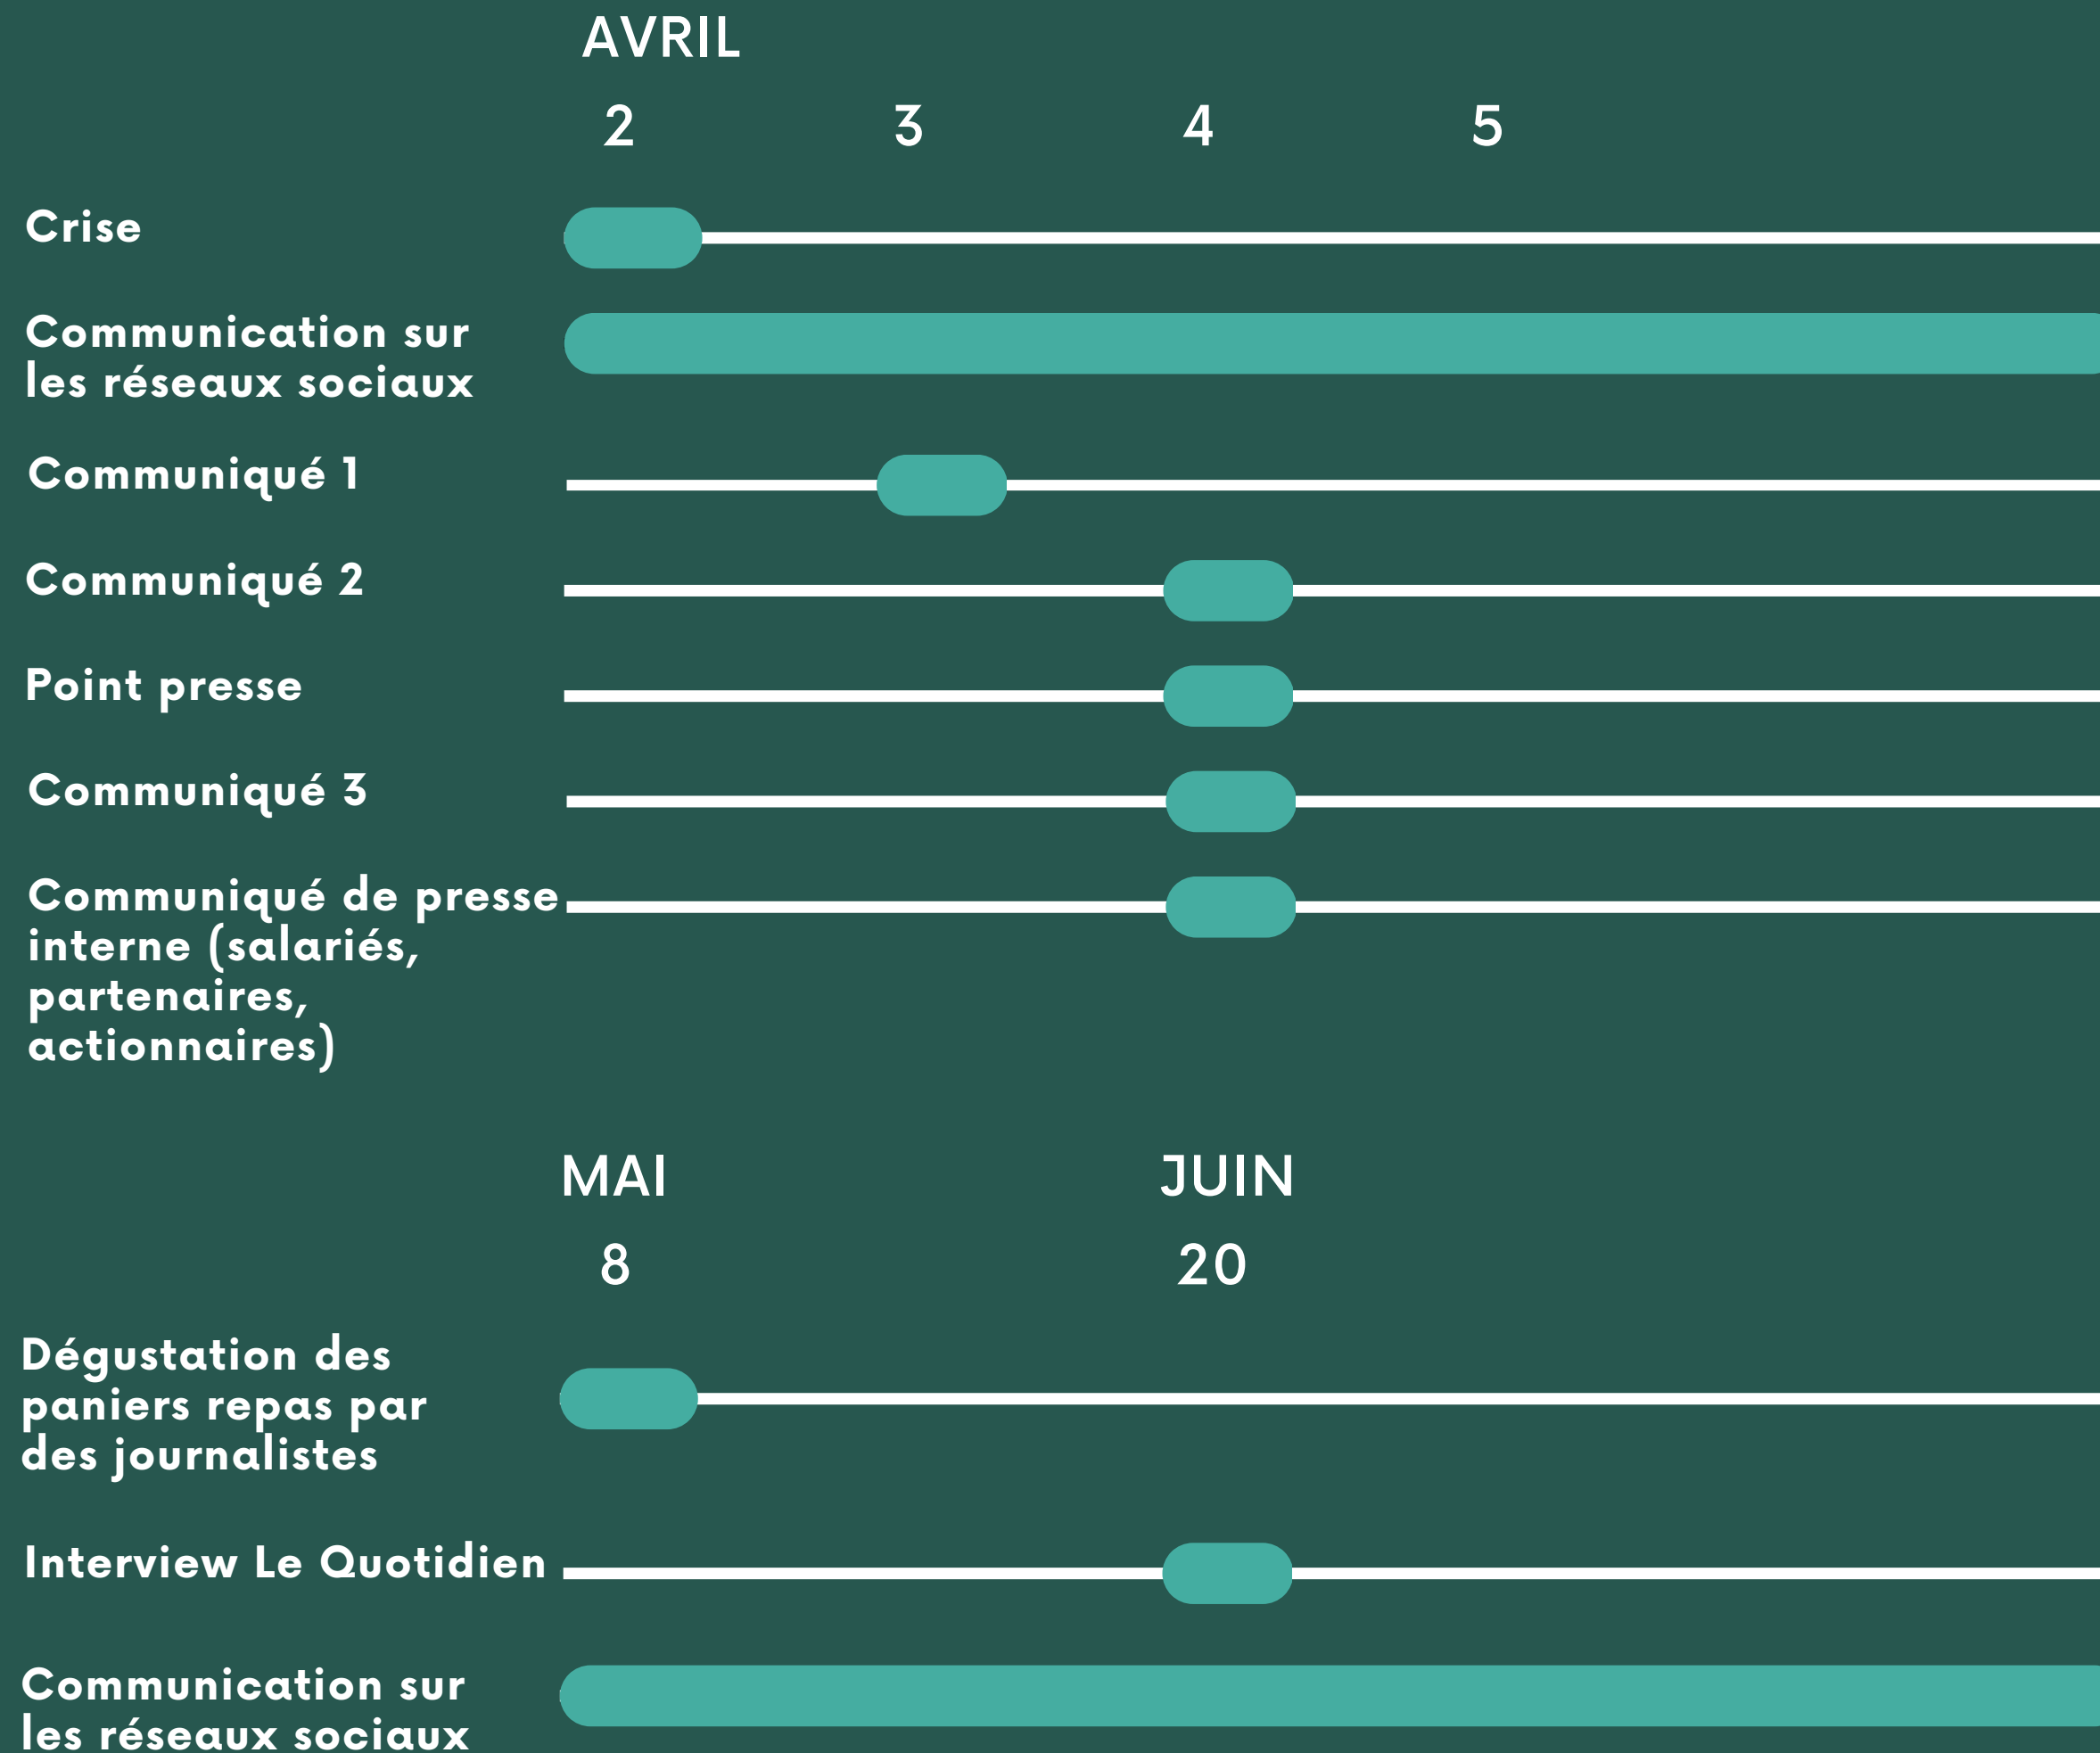 AVRIL
2 3 4 5
Crise
Communication sur
les réseaux sociaux
Communiqué 1
Communiqué 2
Point presse
Communiqué 3
Communiqué de presse
interne (salariés,
partenaires,
actionnaires)
MAI JUIN
8 20
Dégustation des
paniers repas par
des journalistes
Interview Le Quotidien
Communication sur
les réseaux sociaux